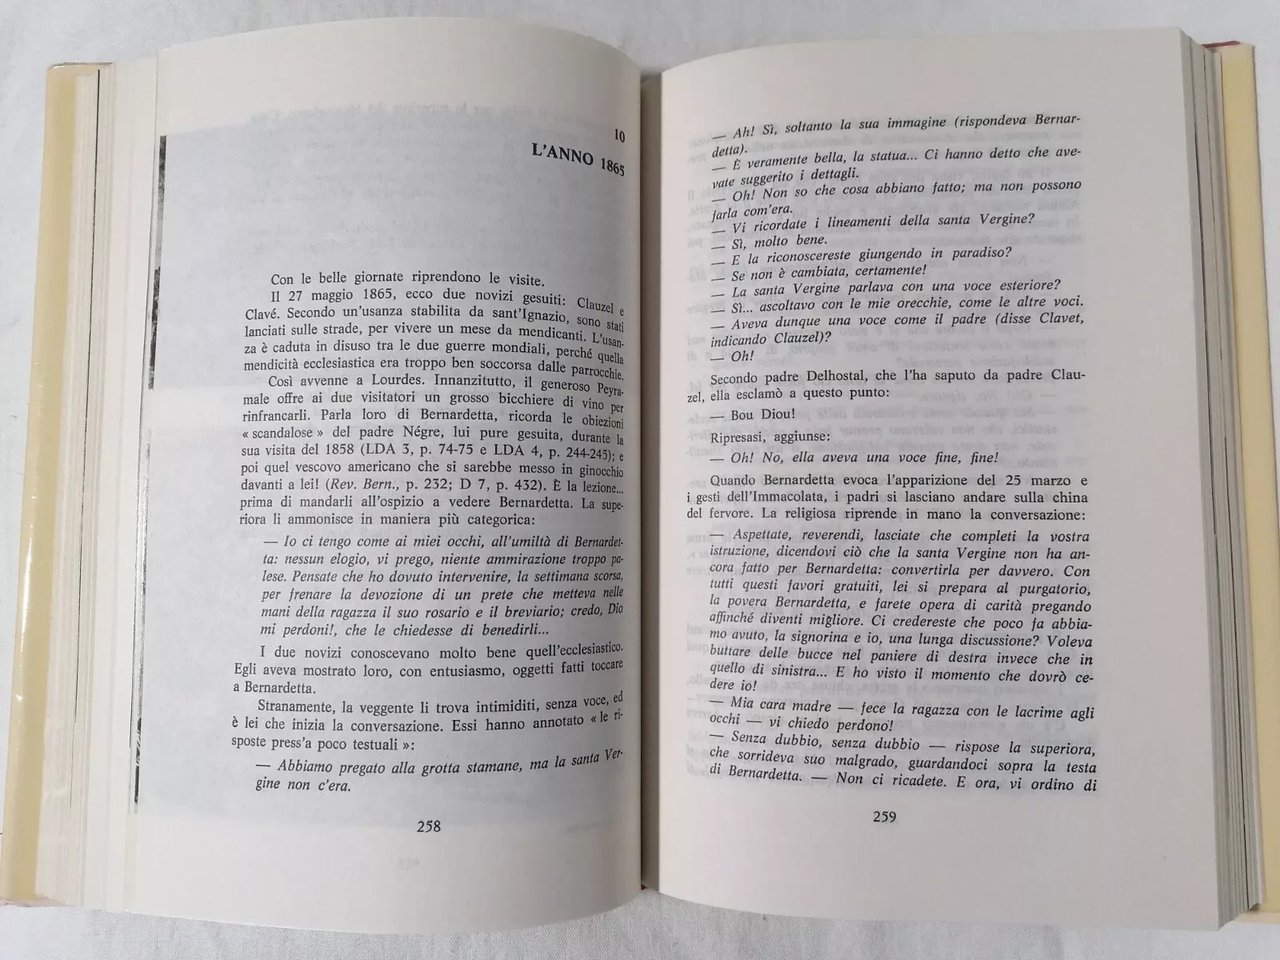 10
L'ANNO 1865
Con le belle giornate riprendono le visite.
Il 27 maggio 1865, ecco due novizi gesuiti: Clauzel e
Clavé. Secondo un'usanza stabilita da sant'Ignazio, sono stati
lanciati sulle strade, per vivere un mese da mendicanti. L'usan-
za è caduta in disuso tra le due guerre mondiali, perché quella
mendicità ecclesiastica era troppo ben soccorsa dalle parrocchie.
Così avvenne a Lourdes. Innanzitutto, il generoso Peyra-
male offre ai due visitatori un grosso bicchiere di vino per
rinfrancarli. Parla loro di Bernardetta, ricorda le obiezioni
« scandalose » del padre Négre, lui pure gesuita, durante la
sua visita del 1858 (LDA 3, p. 74-75 e LDA 4, p. 244-245); e
poi quel vescovo americano che si sarebbe messo in ginocchio
davanti a lei! (Rev. Bern., p. 232; D 7, p. 432). È la lezione...
prima di mandarli all'ospizio a vedere Bernardetta. La supe-
riora li ammonisce in maniera più categorica:
— Io ci tengo come ai miei occhi, all'umiltà di Bernardet-
ta: nessun elogio, vi prego, niente ammirazione troppo pa-
lese. Pensate che ho dovuto intervenire, la settimana scorsa,
per frenare la devozione di un prete che metteva nelle
mani della ragazza il suo rosario e il breviario; credo, Dio
mi perdoni!, che le chiedesse di benedirli...
I due novizi conoscevano molto bene quell'ecclesiastico.
Egli aveva mostrato loro, con entusiasmo, oggetti fatti toccare
a Bernardetta.
Stranamente, la veggente li trova intimiditi, senza voce, ed
è lei che inizia la conversazione. Essi hanno annotato « le ri-
sposte press'a poco testuali »:
— Abbiamo pregato alla grotta stamane, ma la santa Ver-
gine non c'era.
258
— Ah! Sì, soltanto la sua immagine (rispondeva Bernar-
detta).
— È veramente bella, la statua... Ci hanno detto che ave-
vate suggerito i dettagli.
— Oh! Non so che cosa abbiano fatto; ma non possono
farla com'era.
— Vi ricordate i lineamenti della santa Vergine?
— Sì, molto bene.
— E la riconoscereste giungendo in paradiso?
— Se non è cambiata, certamente!
— La santa Vergine parlava con una voce esteriore?
— Sì... ascoltavo con le mie orecchie, come le altre voci.
— Aveva dunque una voce come il padre (disse Clavet,
indicando Clauzel)?
— Oh!
Secondo padre Delhostal, che l'ha saputo da padre Clau-
zel, ella esclamò a questo punto:
— Bou Diou!
Ripresasi, aggiunse:
— Oh! No, ella aveva una voce fine, fine!
Quando Bernardetta evoca l'apparizione del 25 marzo e
i gesti dell'Immacolata, i padri si lasciano andare sulla china
del fervore. La religiosa riprende in mano la conversazione:
— Aspettate, reverendi, lasciate che completi la vostra
istruzione, dicendovi ciò che la santa Vergine non ha an-
cora fatto per Bernardetta: convertirla per davvero. Con
tutti questi favori gratuiti, lei si prepara al purgatorio,
la povera Bernardetta, e farete opera di carità pregando
affinché diventi migliore. Ci credereste che poco fa abbia-
mo avuto, la signorina e io, una lunga discussione? Voleva
buttare delle bucce nel paniere di destra invece che in
quello di sinistra... E ho visto il momento che dovrò ce-
dere io!
— Mia cara madre — fece la ragazza con le lacrime agli
occhi — vi chiedo perdono!
— Senza dubbio, senza dubbio — rispose la superiora,
che sorrideva suo malgrado, guardandoci sopra la testa
di Bernardetta. — Non ci ricadete. E ora, vi ordino di
259